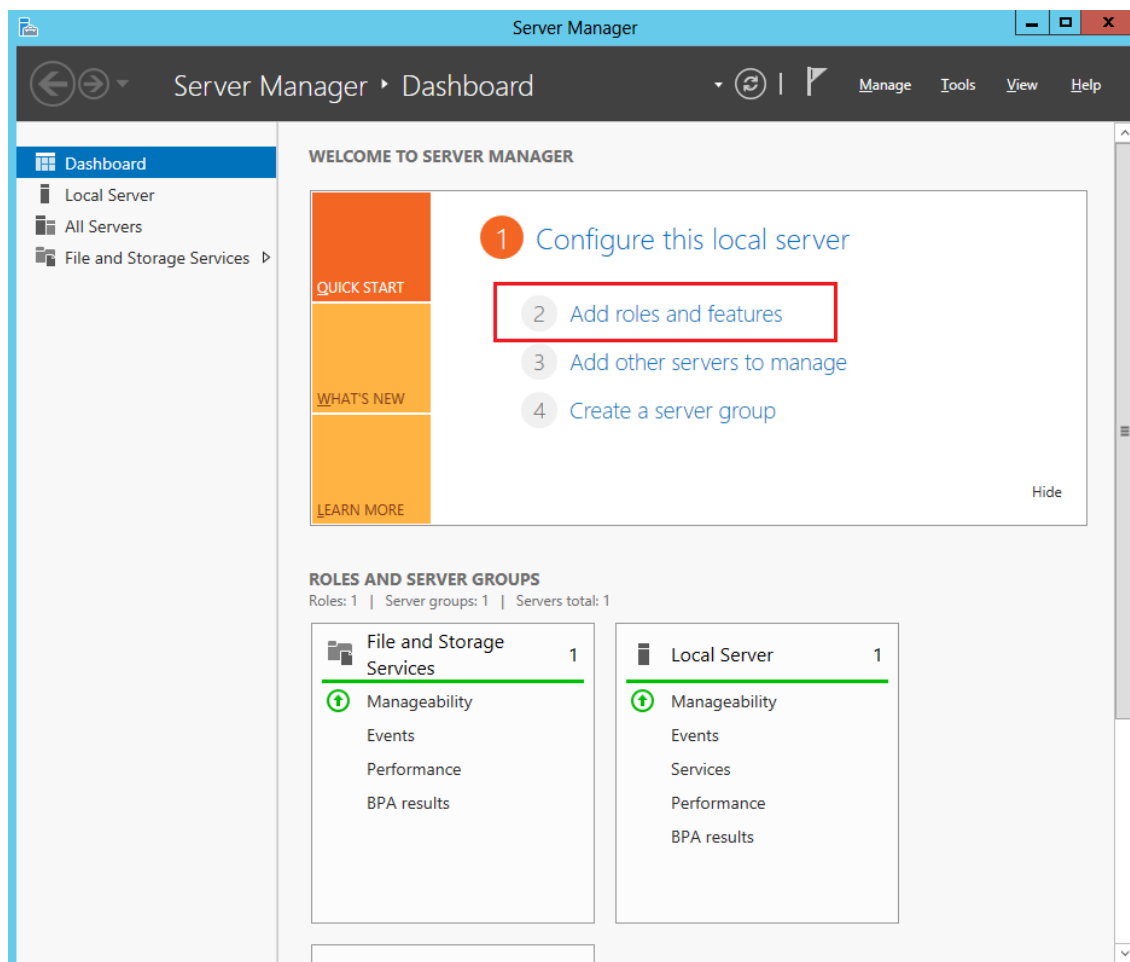 Server Manager
Server Manager ‣ Dashboard
Manage Tools View Help
Dashboard
Local Server
All Servers
File and Storage Services
WELCOME TO SERVER MANAGER
QUICK START
WHAT'S NEW
LEARN MORE
1 Configure this local server
2 Add roles and features
3 Add other servers to manage
4 Create a server group
Hide
ROLES AND SERVER GROUPS
Roles: 1 | Server groups: 1 | Servers total: 1
File and Storage
Services 1
Manageability
Events
Performance
BPA results
Local Server 1
Manageability
Events
Services
Performance
BPA results